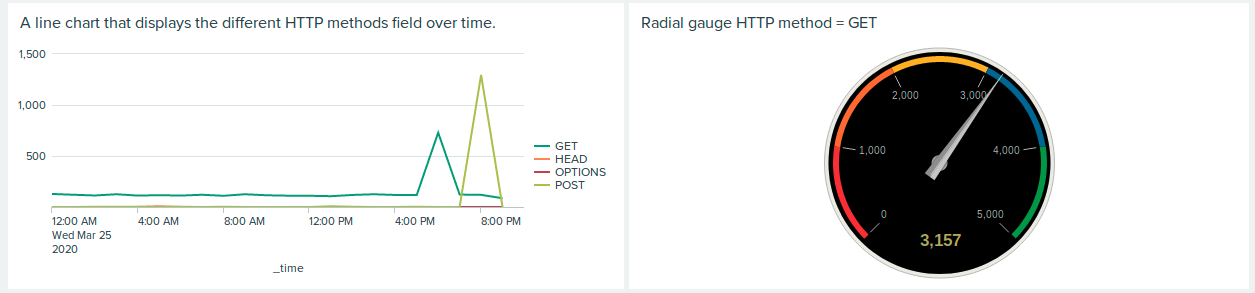 A line chart that displays the different HTTP methods field over time.
1,500
1,000
500
GET
HEAD
OPTIONS
POST
12:00 AM 4:00 AM 8:00 AM 12:00 PM 4:00 PM 8:00 PM
Wed Mar 25
2020
_time
Radial gauge HTTP method = GET
2,000 3,000
1,000 4,000
0 5,000
3,157